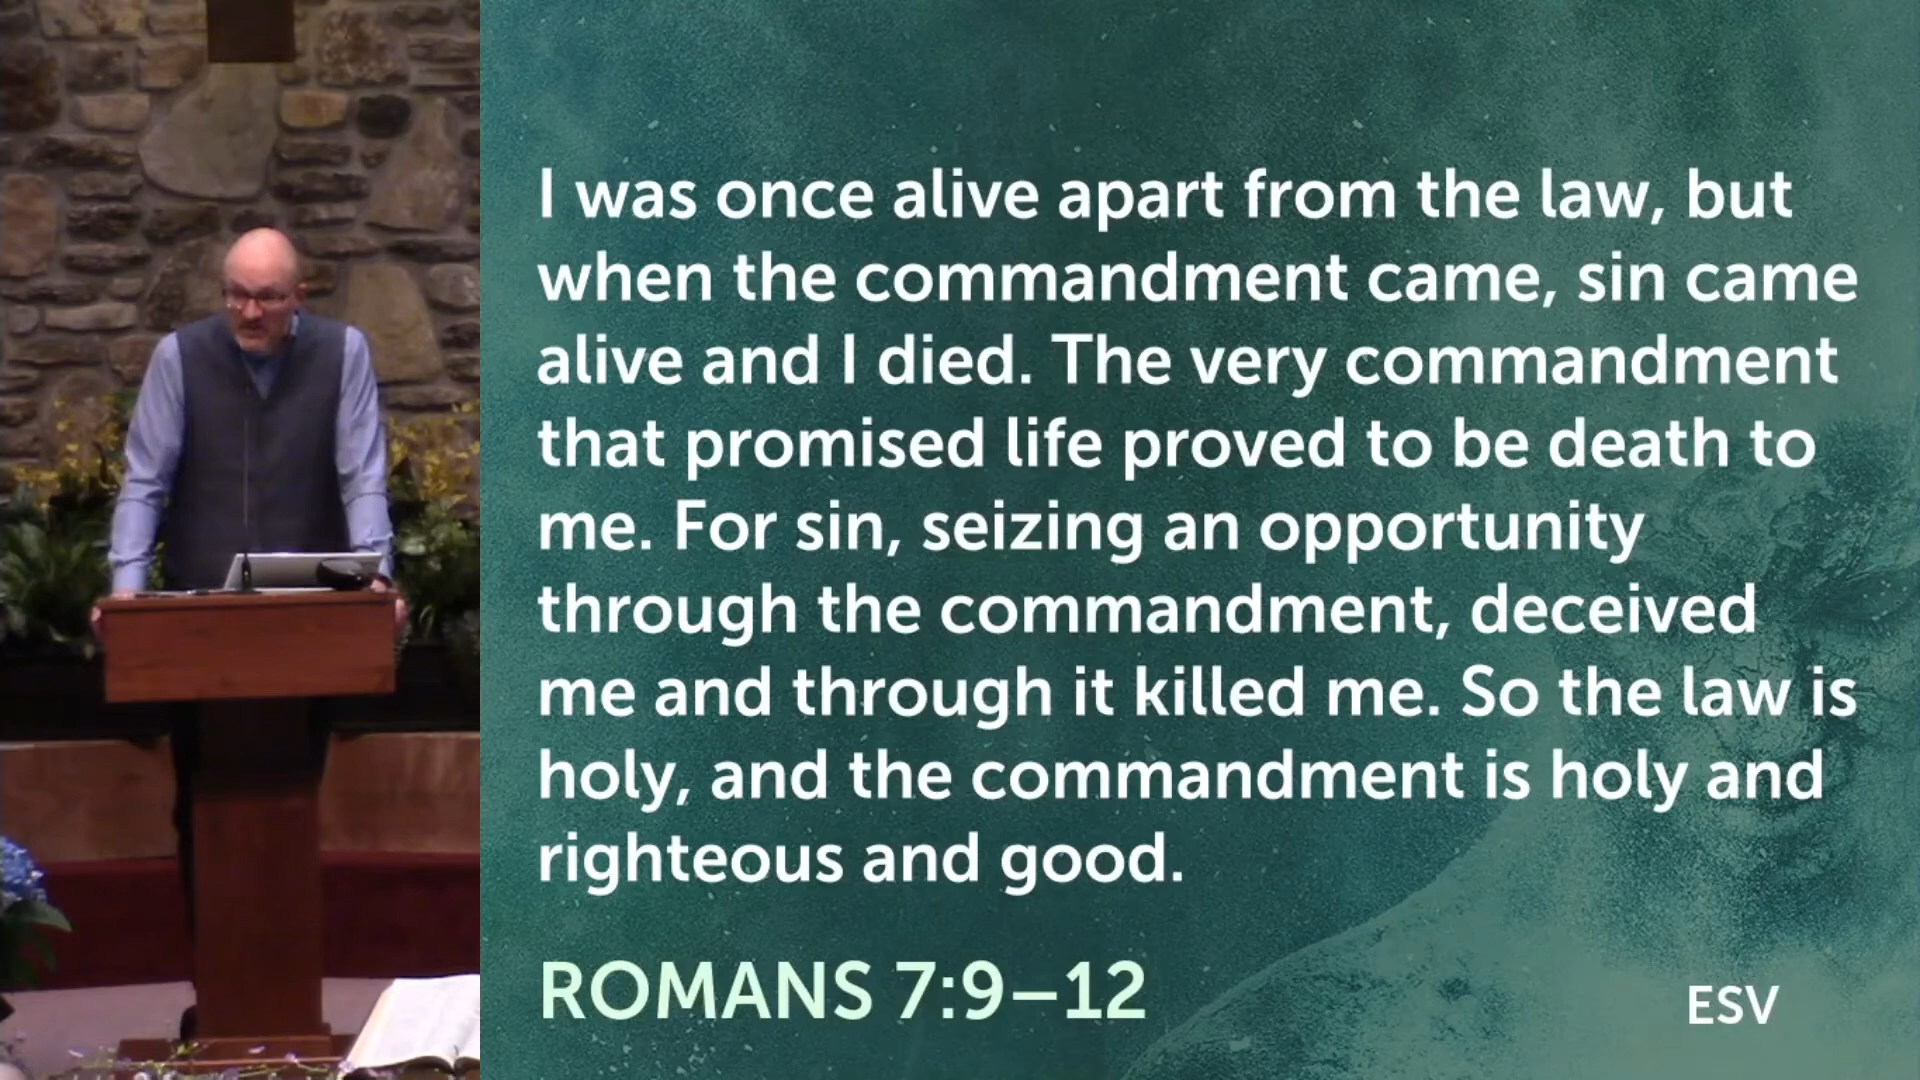 I was once alive apart from the law, but
when the commandment came, sin came
alive and I died. The very commandment
that promised life proved to be death to
me. For sin, seizing an opportunity
through the commandment, deceived
me and through it killed me. So the law is
holy, and the commandment is holy and
righteous and good.
ROMANS 7:9–12
ESV